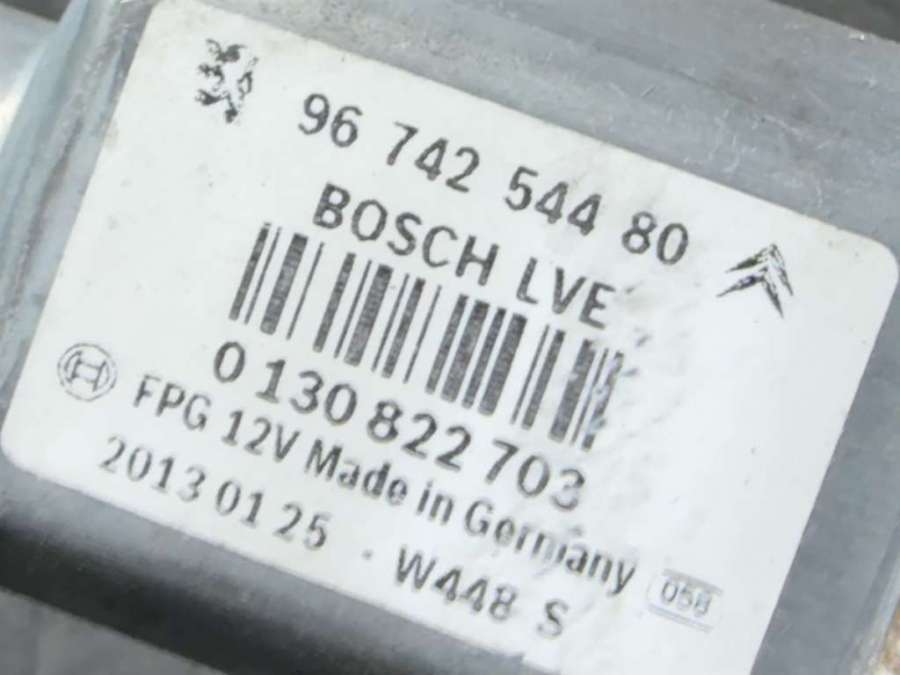 96 742 544 80
BOSCH LVE
0 130 822 703
FPG 12V Made in Germany
2013 01 25 . W448 S